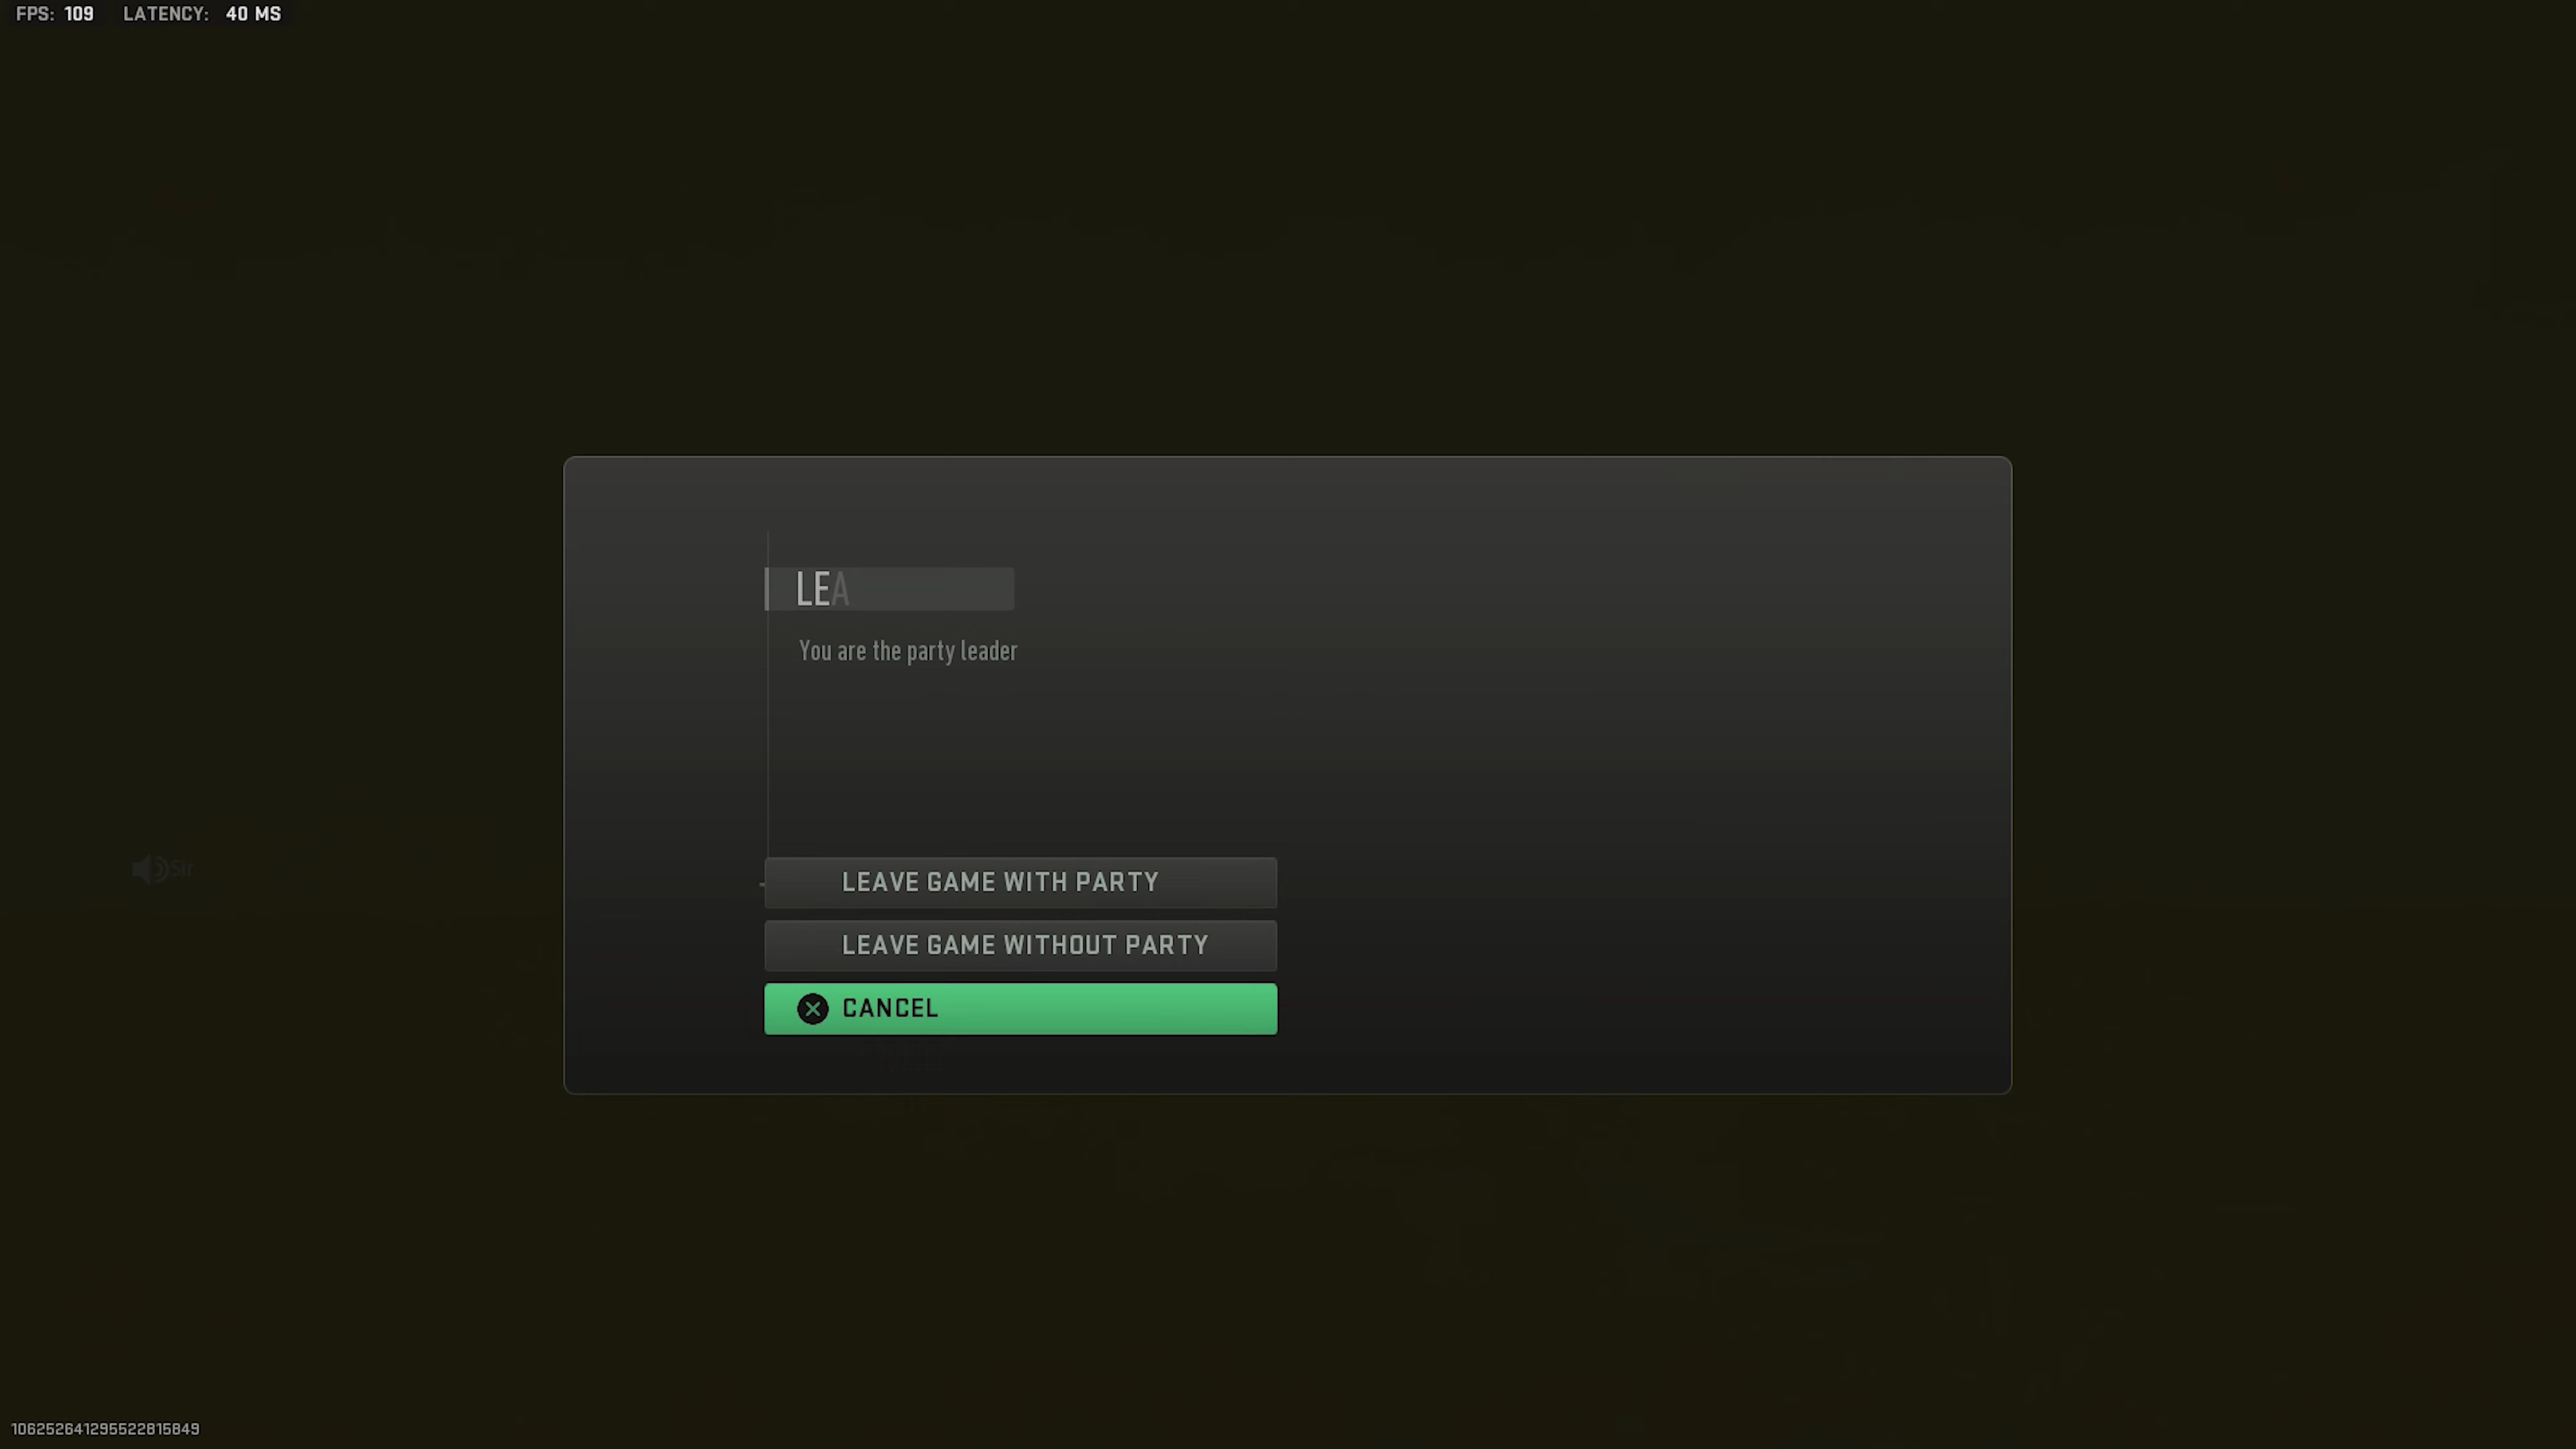 FPS: 109 LATENCY: 40 MS
LEA
You are the party leader
LEAVE GAME WITH PARTY
LEAVE GAME WITHOUT PARTY
CANCEL
106252641295522815849